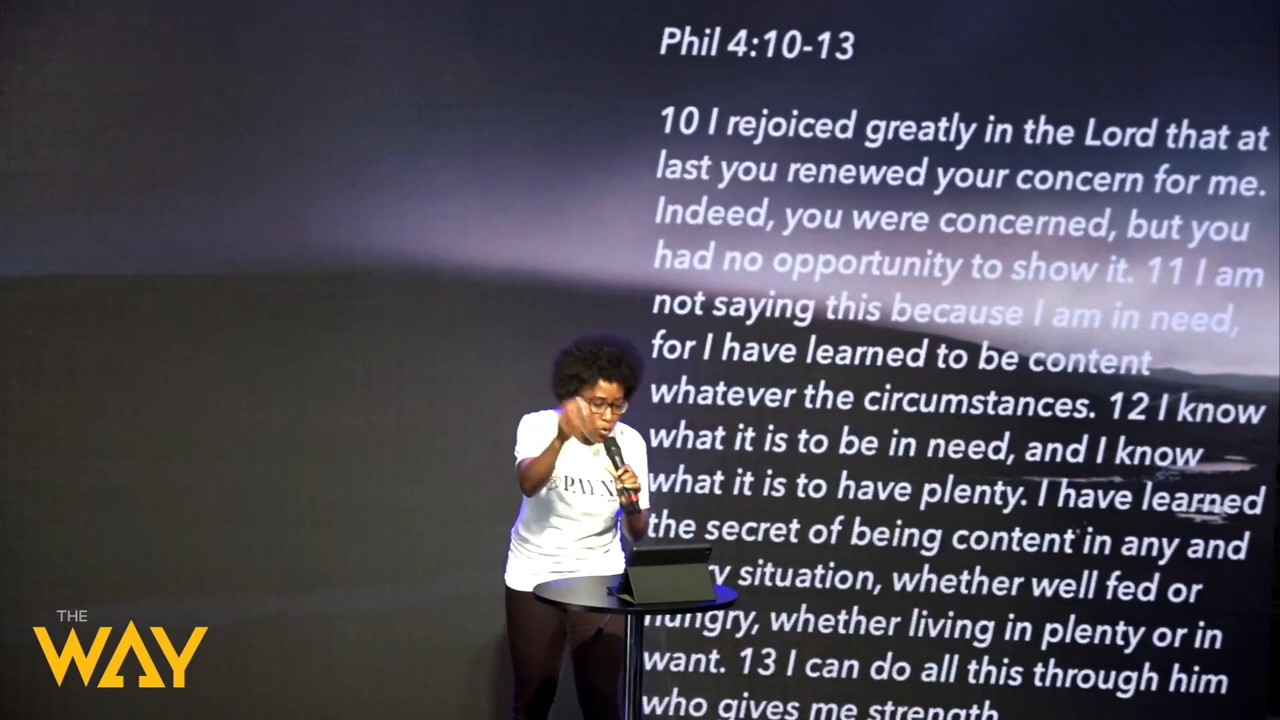 Phil 4:10-13
10 I rejoiced greatly in the Lord that at
last you renewed your concern for me.
Indeed, you were concerned, but you
had no opportunity to show it. 11 I am
not saying this because I am in need,
for I have learned to be content
whatever the circumstances. 12 I know
what it is to be in need, and I know
what it is to have plenty. I have learned
the secret of being content in any and
situation, whether well fed or
hungry, whether living in plenty or in
want. 13 I can do all this through him
who gives me strength
THE
WAY